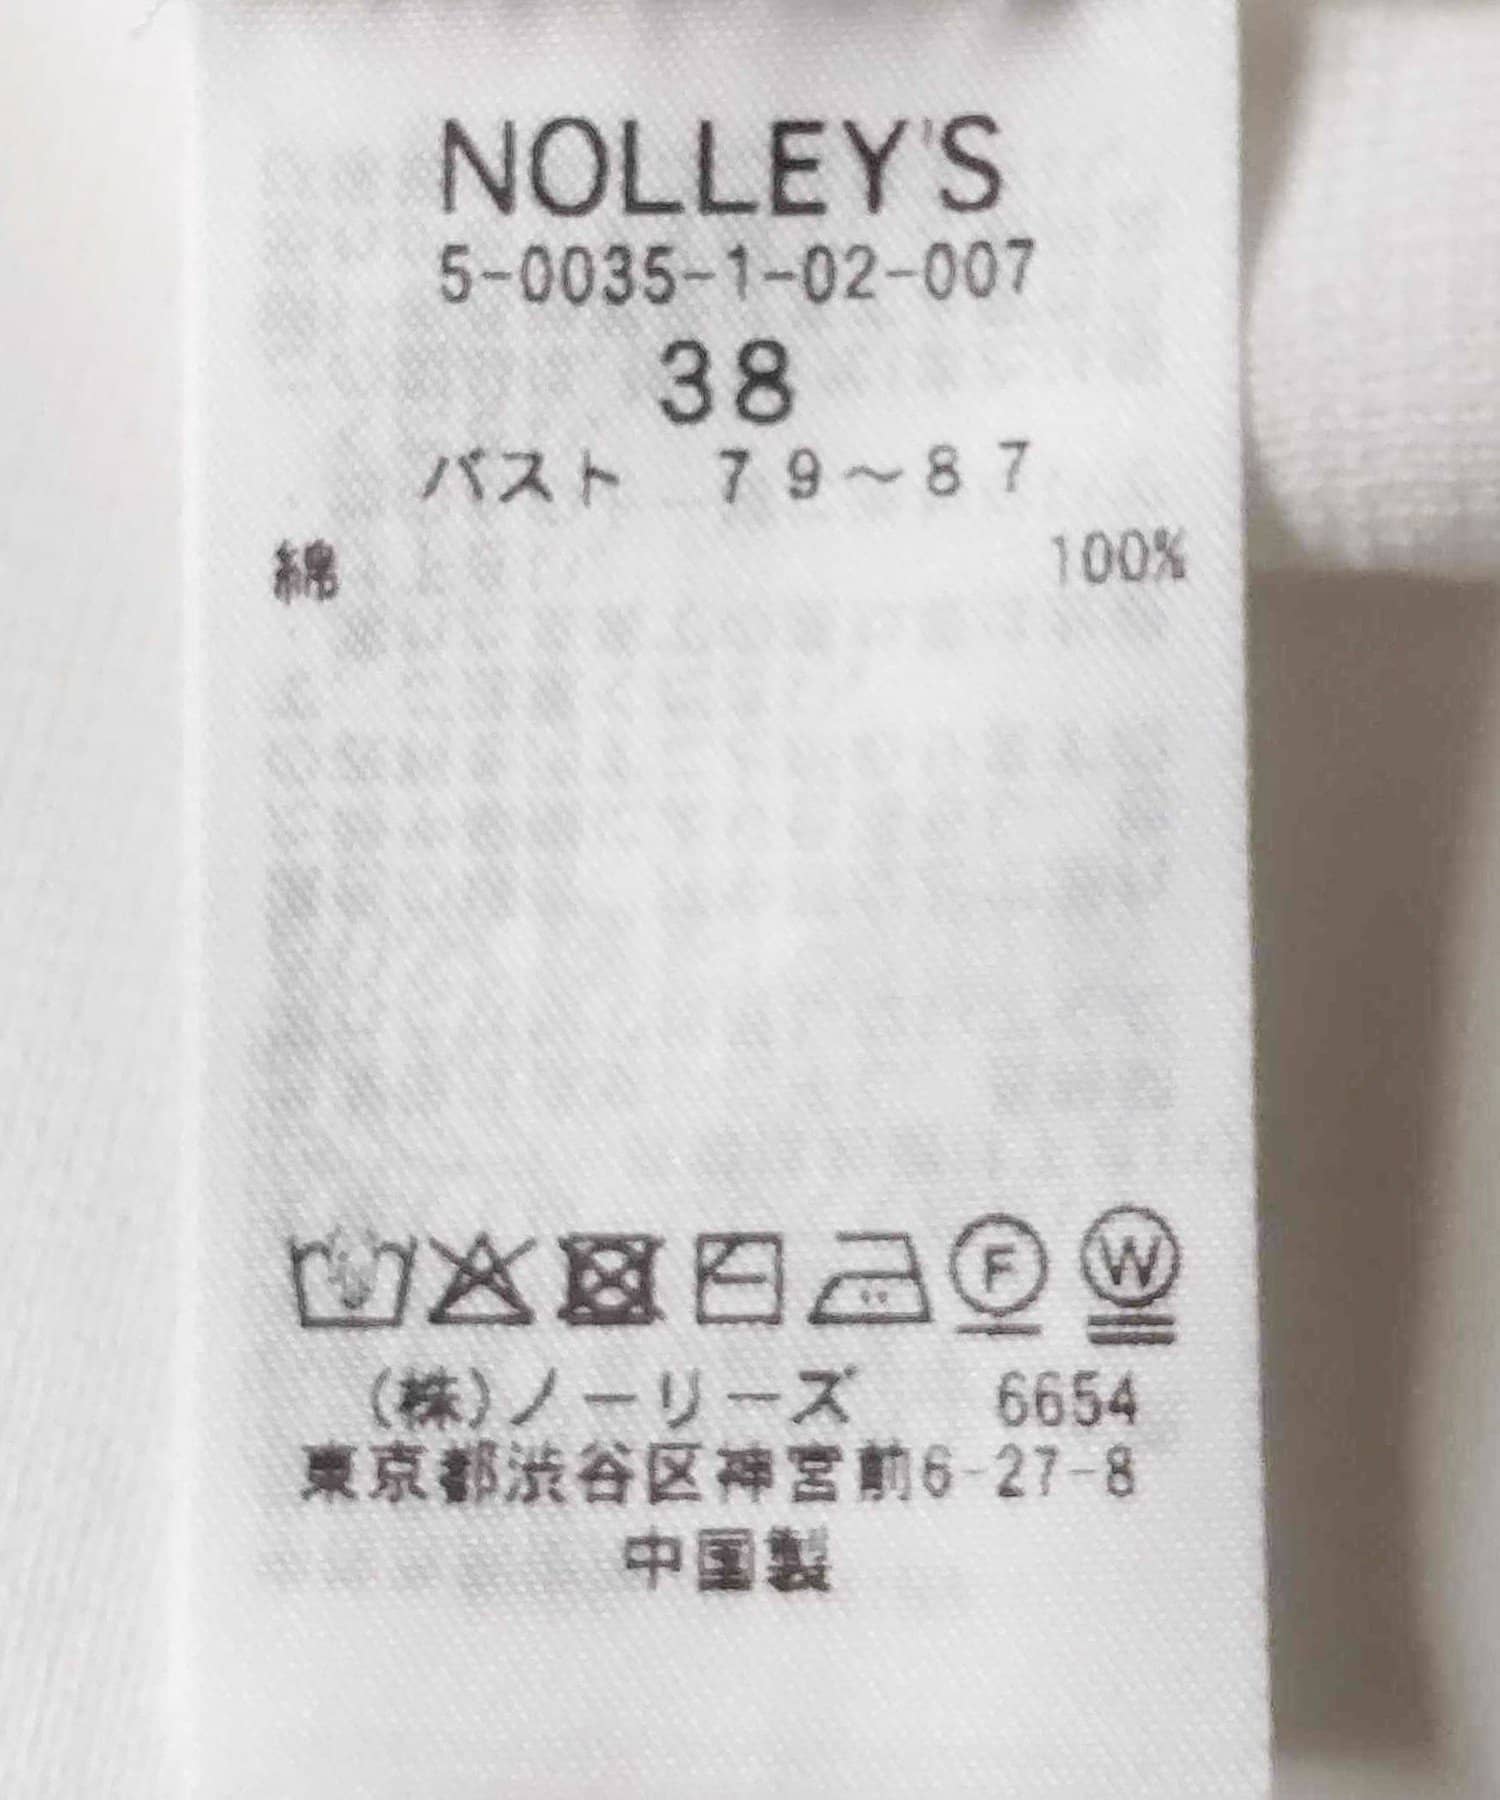 NOLLEY'S
5-0035-1-02-007
38
バスト 79～87
綿 100%
F W
(株)ノーリーズ 6654
東京都渋谷区神宮前6-27-8
中国製